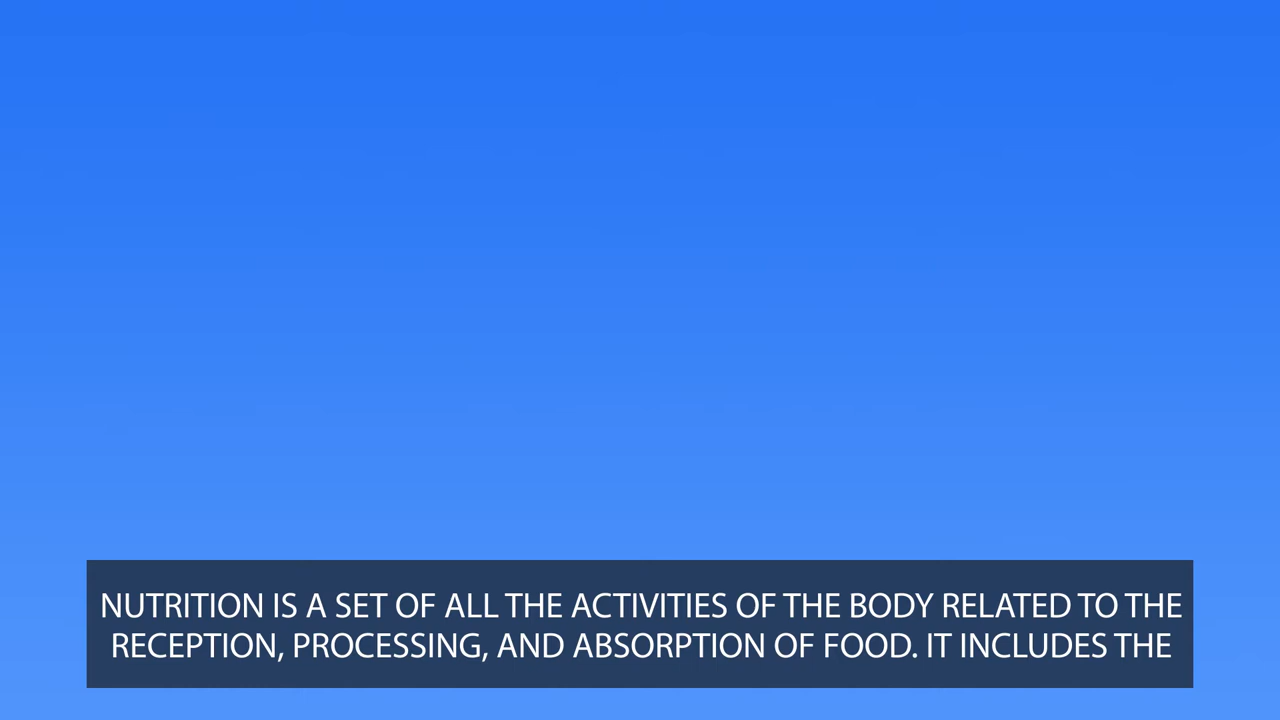 NUTRITION IS A SET OF ALL THE ACTIVITIES OF THE BODY RELATED TO THE
RECEPTION, PROCESSING, AND ABSORPTION OF FOOD. IT INCLUDES THE